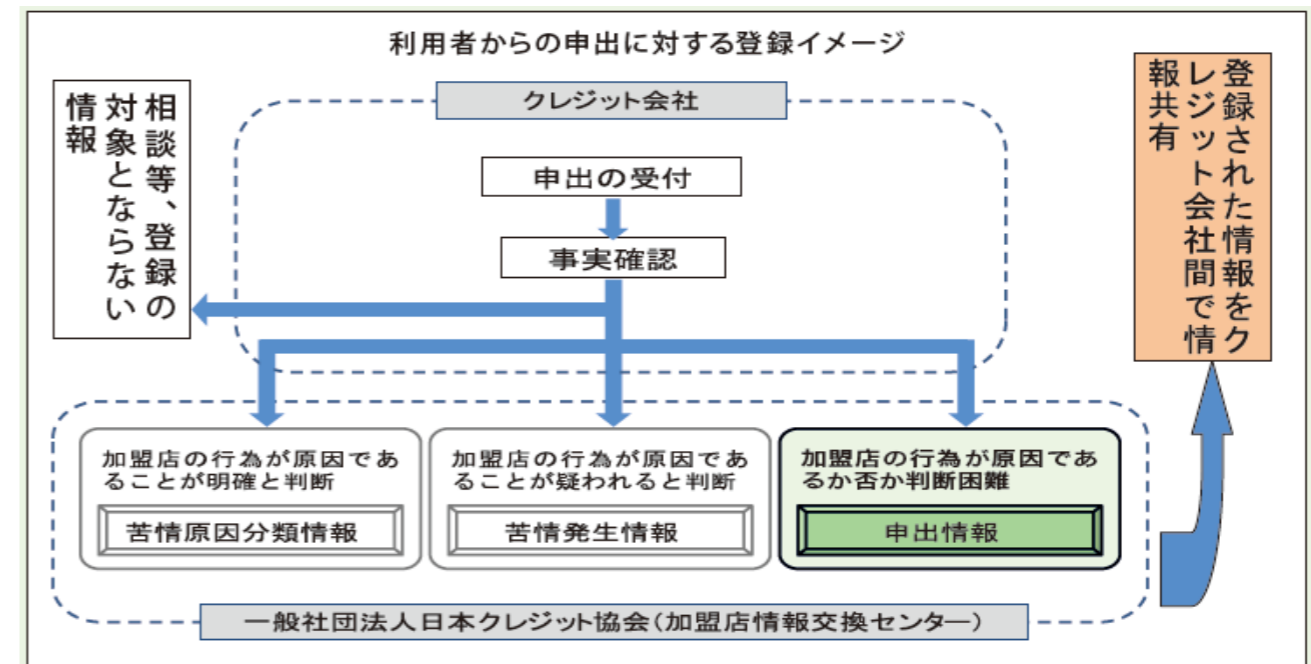 利用者からの申出に対する登録イメージ
クレジット会社
相談等、登録の
対象とならない
情報
登録された情報をク
レジット会社間で情
報共有
申出の受付
事実確認
加盟店の行為が原因であ
ることが明確と判断
苦情原因分類情報
加盟店の行為が原因であ
ることが疑われると判断
苦情発生情報
加盟店の行為が原因であ
るか否か判断困難
申出情報
一般社団法人日本クレジット協会(加盟店情報交換センター)